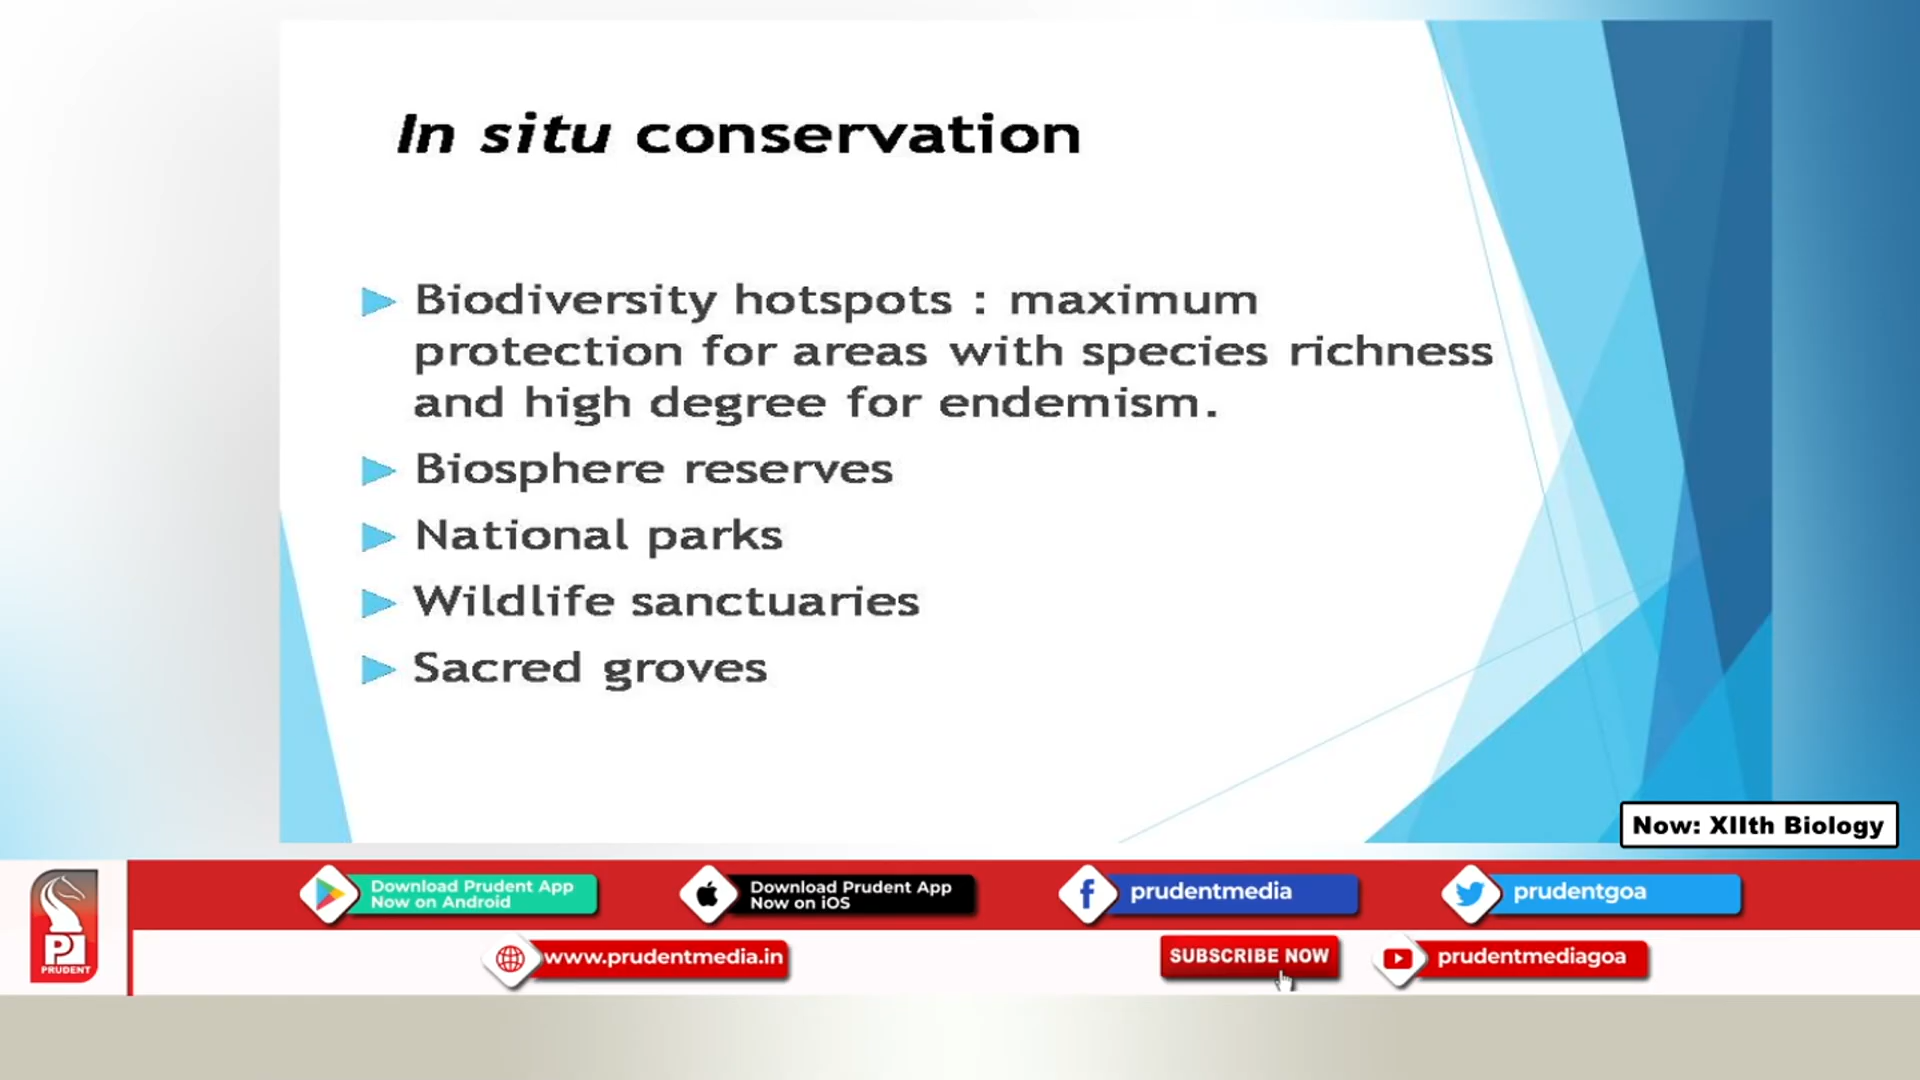 In situ conservation
Biodiversity hotspots : maximum
protection for areas with species richness
and high degree for endemism.
Biosphere reserves
National parks
Wildlife sanctuaries
Sacred groves
Now: XIIth Biology
Download Prudent App
Now on Android
Download Prudent App
Now on iOS
prudentmedia
prudentgoa
PRUDENT
www.prudentmedia.in
SUBSCRIBE NOW
prudentmediagoa